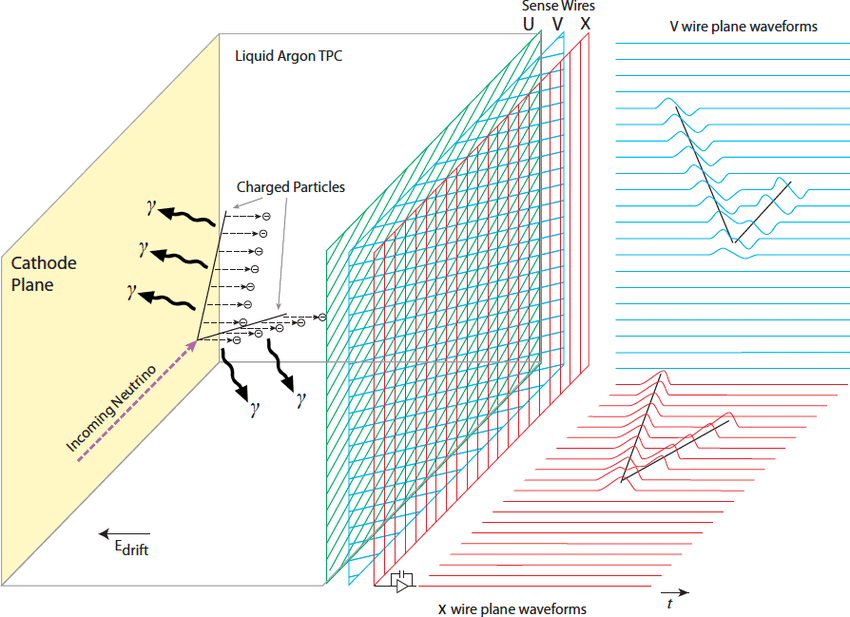 Sense Wires
U V X
V wire plane waveforms
Liquid Argon TPC
Charged Particles
γ
γ
γ
Cathode
Plane
Incoming Neutrino
γ
γ
Edrift
X wire plane waveforms
t